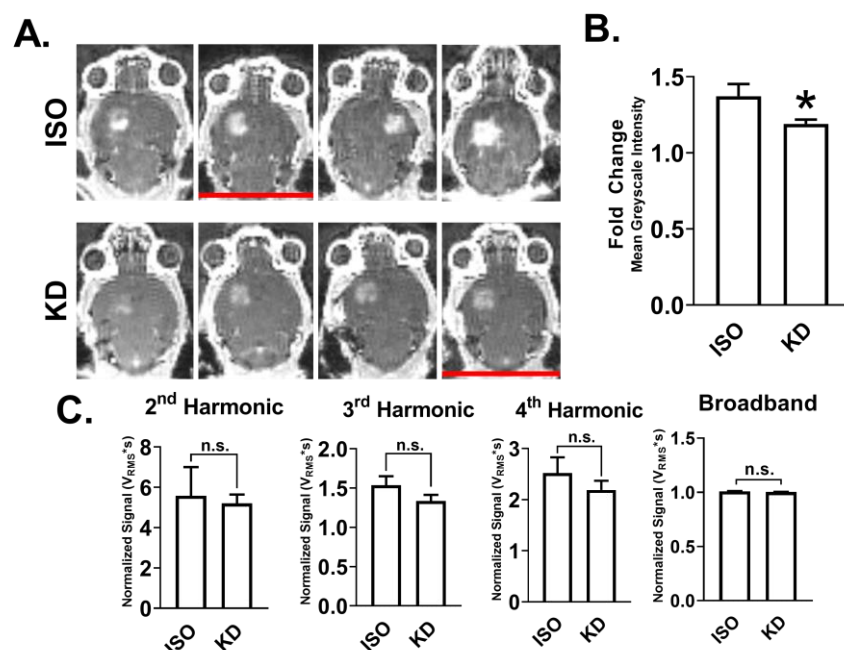 A.
ISO
KD
B.
Fold Change
Mean Greyscale Intensity
1.5
1.0
0.5
0.0
*
ISO
KD
C.
2nd Harmonic
Normalized Signal (VRMS*s)
8
6
4
2
0
n.s.
ISO
KD
3rd Harmonic
Normalized Signal (VRMS*s)
2.0
1.5
1.0
0.5
0.0
n.s.
ISO
KD
4th Harmonic
Normalized Signal (VRMS*s)
3
2
1
0
n.s.
ISO
KD
Broadband
Normalized Signal (VRMS*s)
1.5
1.0
0.5
0.0
n.s.
ISO
KD